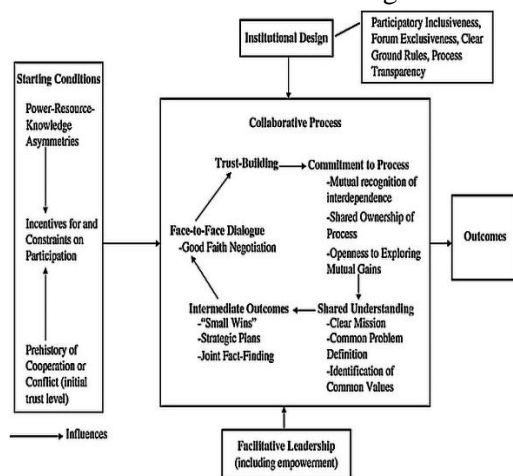 Institutional Design
Participatory Inclusiveness,
Forum Exclusiveness, Clear
Ground Rules, Process
Transparency
Starting Conditions
Power-Resource-
Knowledge
Asymmetries
Incentives for and
Constraints on
Participation
Prehistory of
Cooperation or
Conflict (initial
trust level)
Collaborative Process
Trust-Building
Commitment to Process
-Mutual recognition of
interdependence
-Shared Ownership of
Process
-Openness to Exploring
Mutual Gains
Face-to-Face Dialogue
-Good Faith Negotiation
Intermediate Outcomes
-"Small Wins"
-Strategic Plans
-Joint Fact-Finding
Shared Understanding
-Clear Mission
-Common Problem
Definition
-Identification of
Common Values
Outcomes
Influences
Facilitative Leadership
(including empowerment)